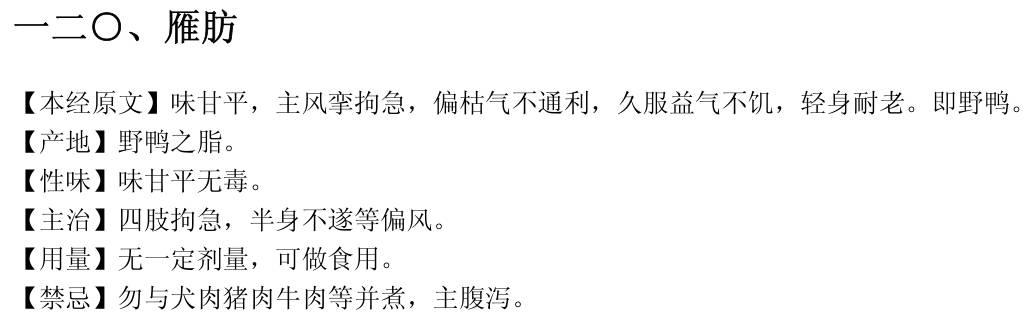 一二〇、雁肪
【本经原文】味甘平，主风挛拘急，偏枯气不通利，久服益气不饥，轻身耐老。即野鸭。
【产地】野鸭之脂。
【性味】味甘平无毒。
【主治】四肢拘急，半身不遂等偏风。
【用量】无一定剂量，可做食用。
【禁忌】勿与犬肉猪肉牛肉等并煮，主腹泻。